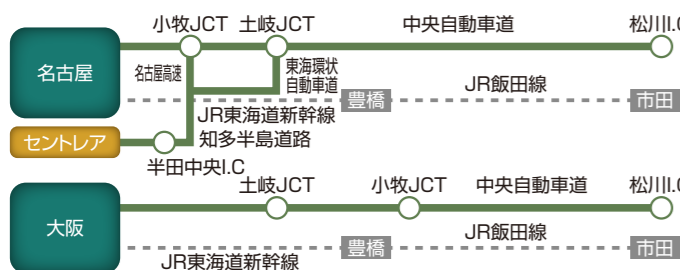 小牧JCT 土岐JCT 中央自動車道 松川I.C
名古屋
名古屋高速
東海環状
自動車道
豊橋 JR飯田線 市田
JR東海道新幹線
セントレア
知多半島道路
半田中央I.C
土岐JCT 小牧JCT 中央自動車道 松川I.C
大阪
豊橋 JR飯田線 市田
JR東海道新幹線